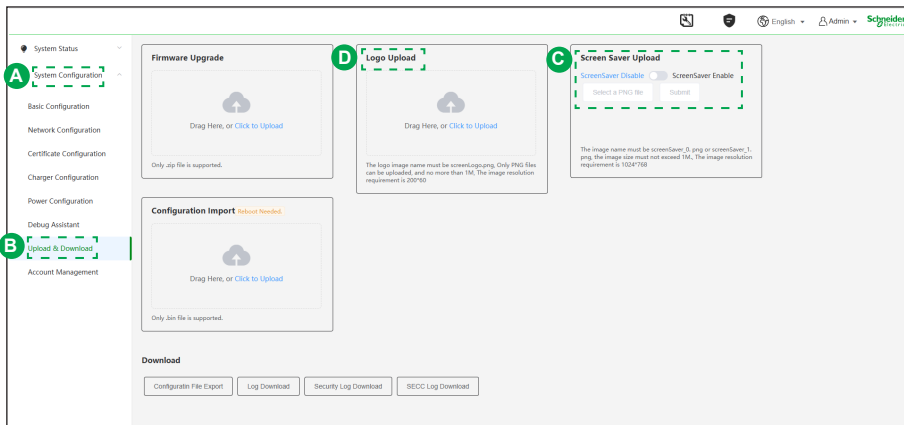 English
Admin
Schneider
Electric
System Status
A
System Configuration
Basic Configuration
Network Configuration
Certificate Configuration
Charger Configuration
Power Configuration
Debug Assistant
B
Upload & Download
Account Management
Firmware Upgrade
Drag Here, or Click to Upload
Only .zip file is supported.
D
Logo Upload
Drag Here, or Click to Upload
The logo image name must be screenLogo.png, Only PNG files
can be uploaded, and no more than 1M, The image resolution
requirement is 200*60
C
Screen Saver Upload
ScreenSaver Disable ScreenSaver Enable
Select a PNG file Submit
The image name must be screenSaver_0. png or screenSaver_1.
png, the image size must not exceed 1M., The image resolution
requirement is 1024*768
Configuration Import Reboot Needed.
Drag Here, or Click to Upload
Only .bin file is supported.
Download
Configuratin File Export Log Download Security Log Download SECC Log Download